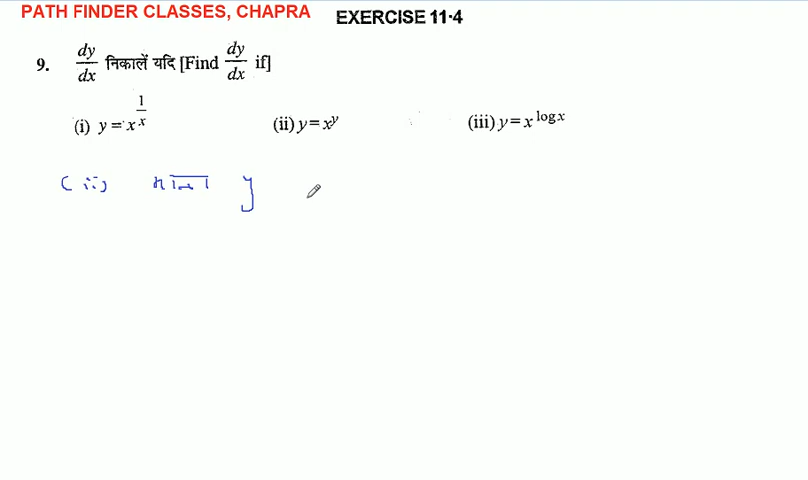 PATH FINDER CLASSES, CHAPRA EXERCISE 11·4
9. dy/dx निकालें यदि [Find dy/dx if]
(i) y = x^(1/x) (ii) y = x^y (iii) y = x^(log x)
(ii) माना y